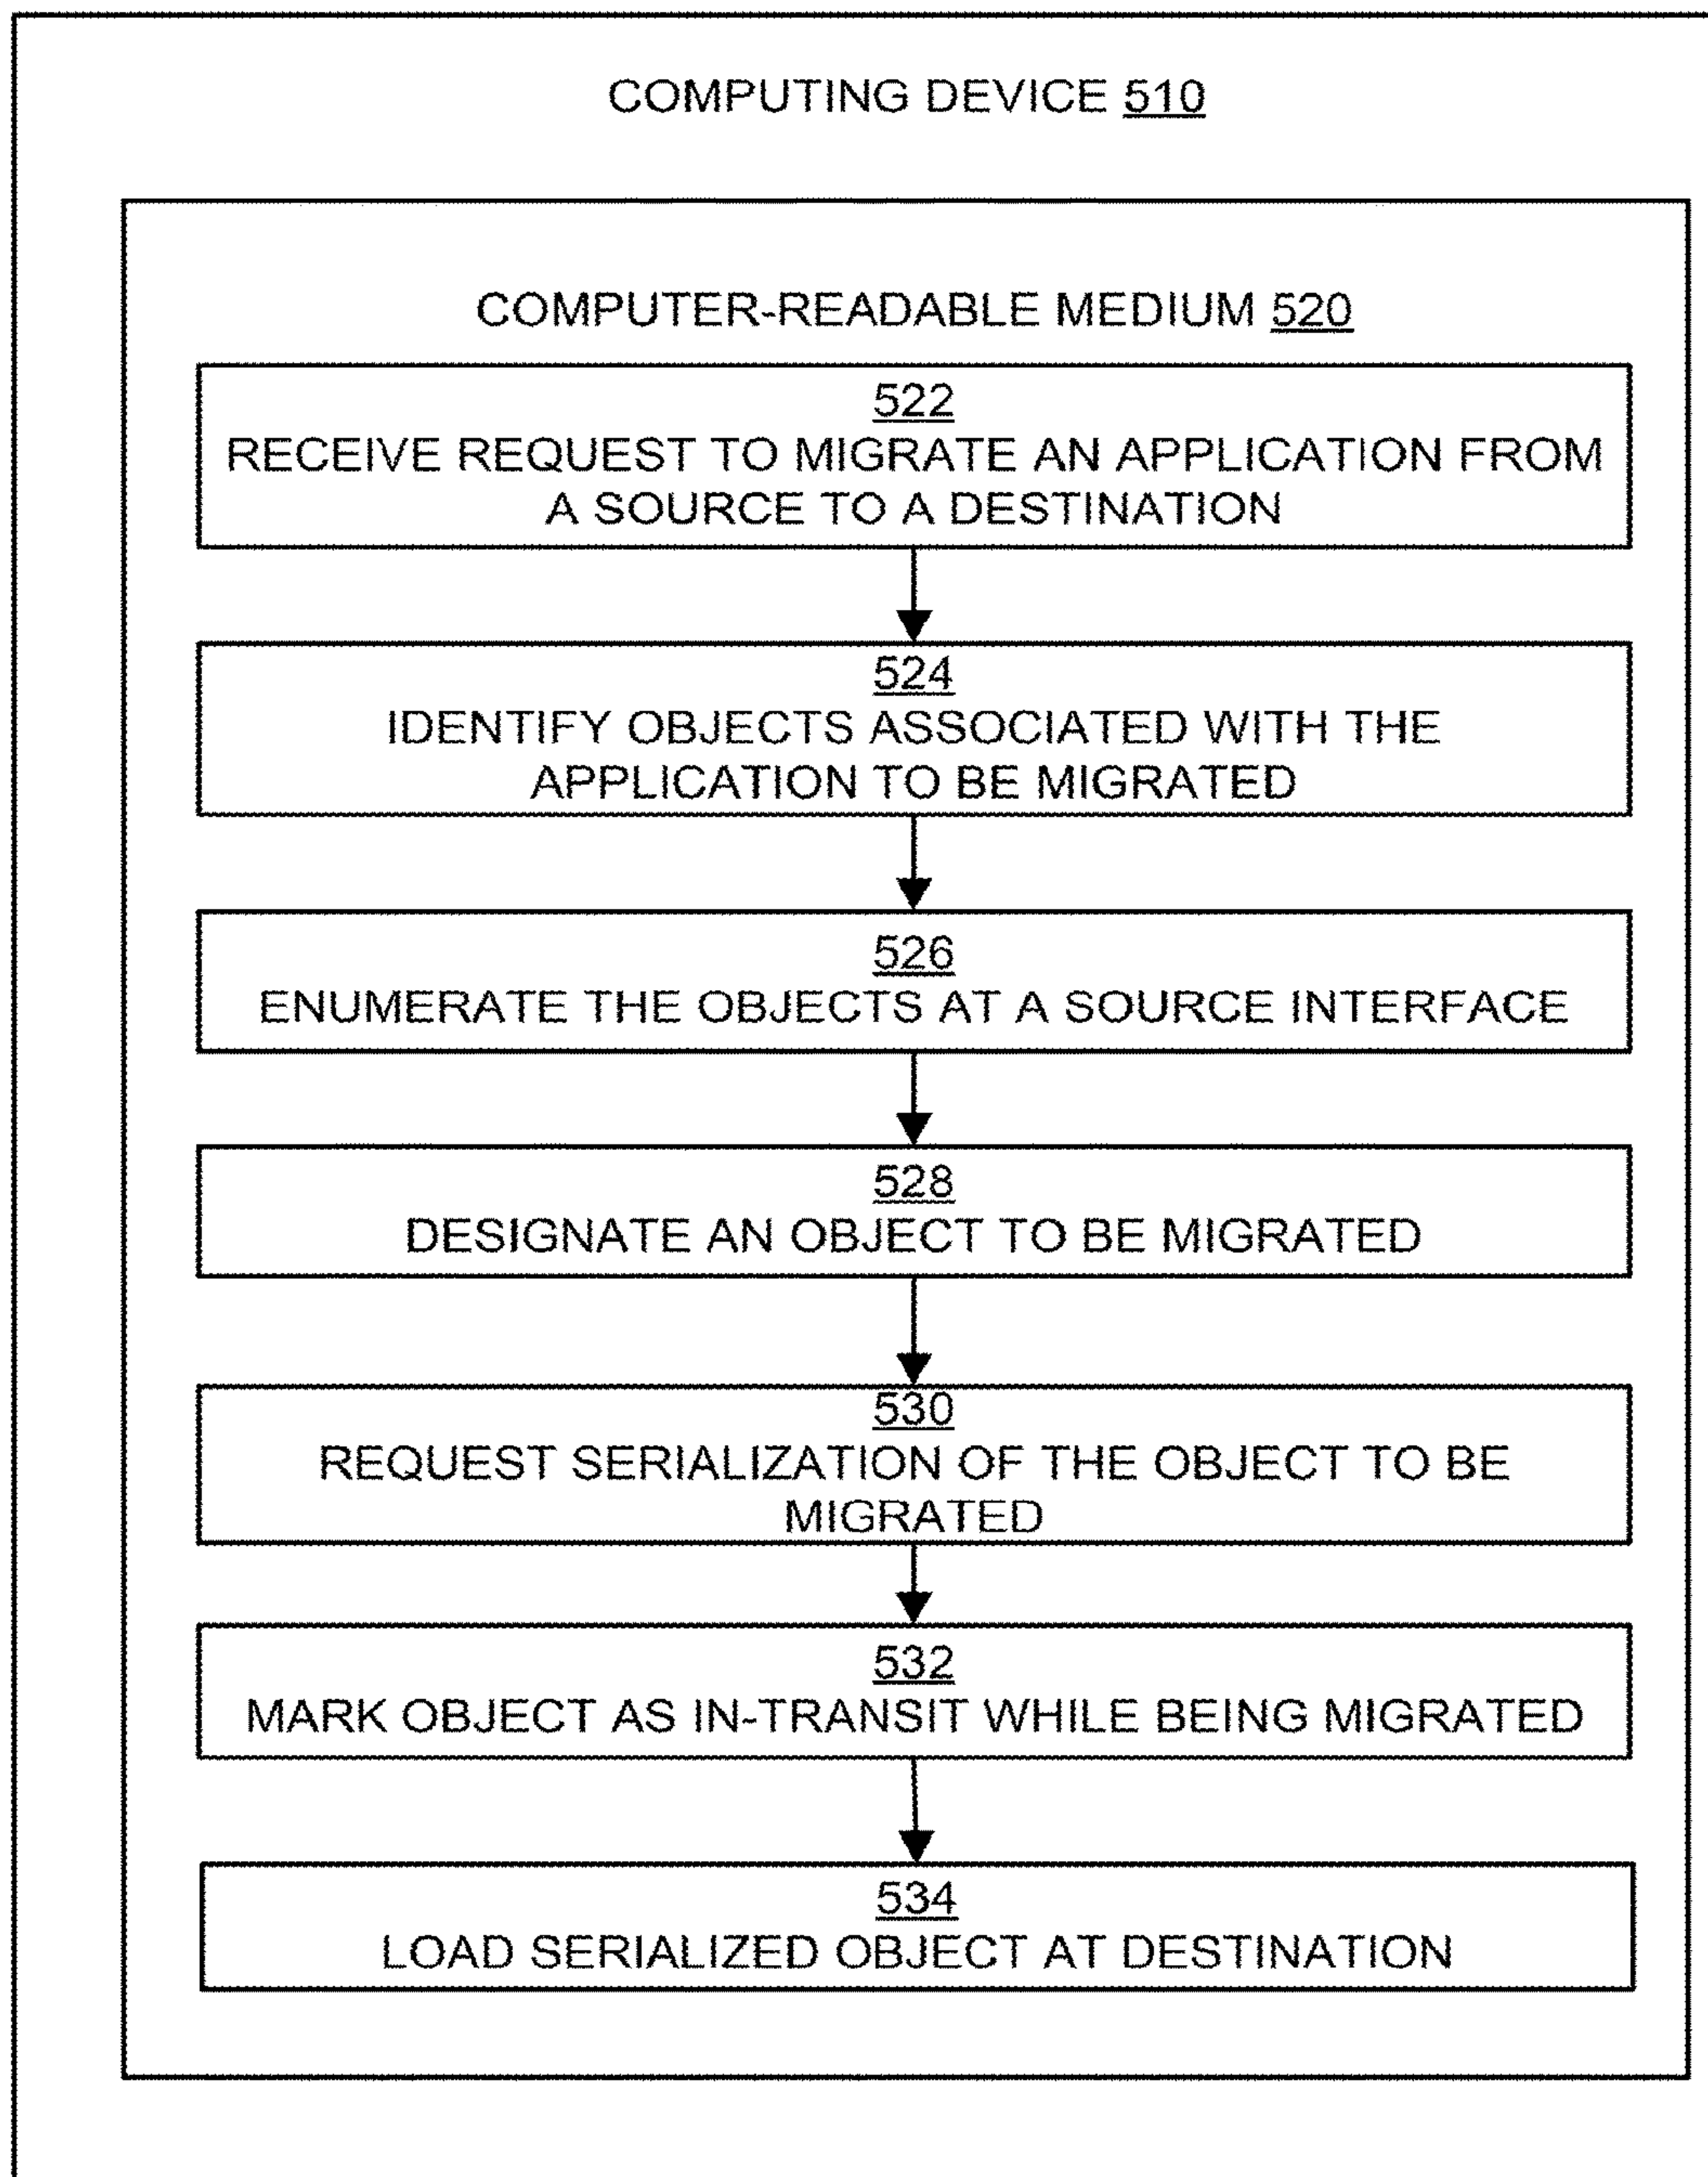 COMPUTING DEVICE 510
COMPUTER-READABLE MEDIUM 520
522
RECEIVE REQUEST TO MIGRATE AN APPLICATION FROM
A SOURCE TO A DESTINATION
524
IDENTIFY OBJECTS ASSOCIATED WITH THE
APPLICATION TO BE MIGRATED
526
ENUMERATE THE OBJECTS AT A SOURCE INTERFACE
528
DESIGNATE AN OBJECT TO BE MIGRATED
530
REQUEST SERIALIZATION OF THE OBJECT TO BE
MIGRATED
532
MARK OBJECT AS IN-TRANSIT WHILE BEING MIGRATED
534
LOAD SERIALIZED OBJECT AT DESTINATION